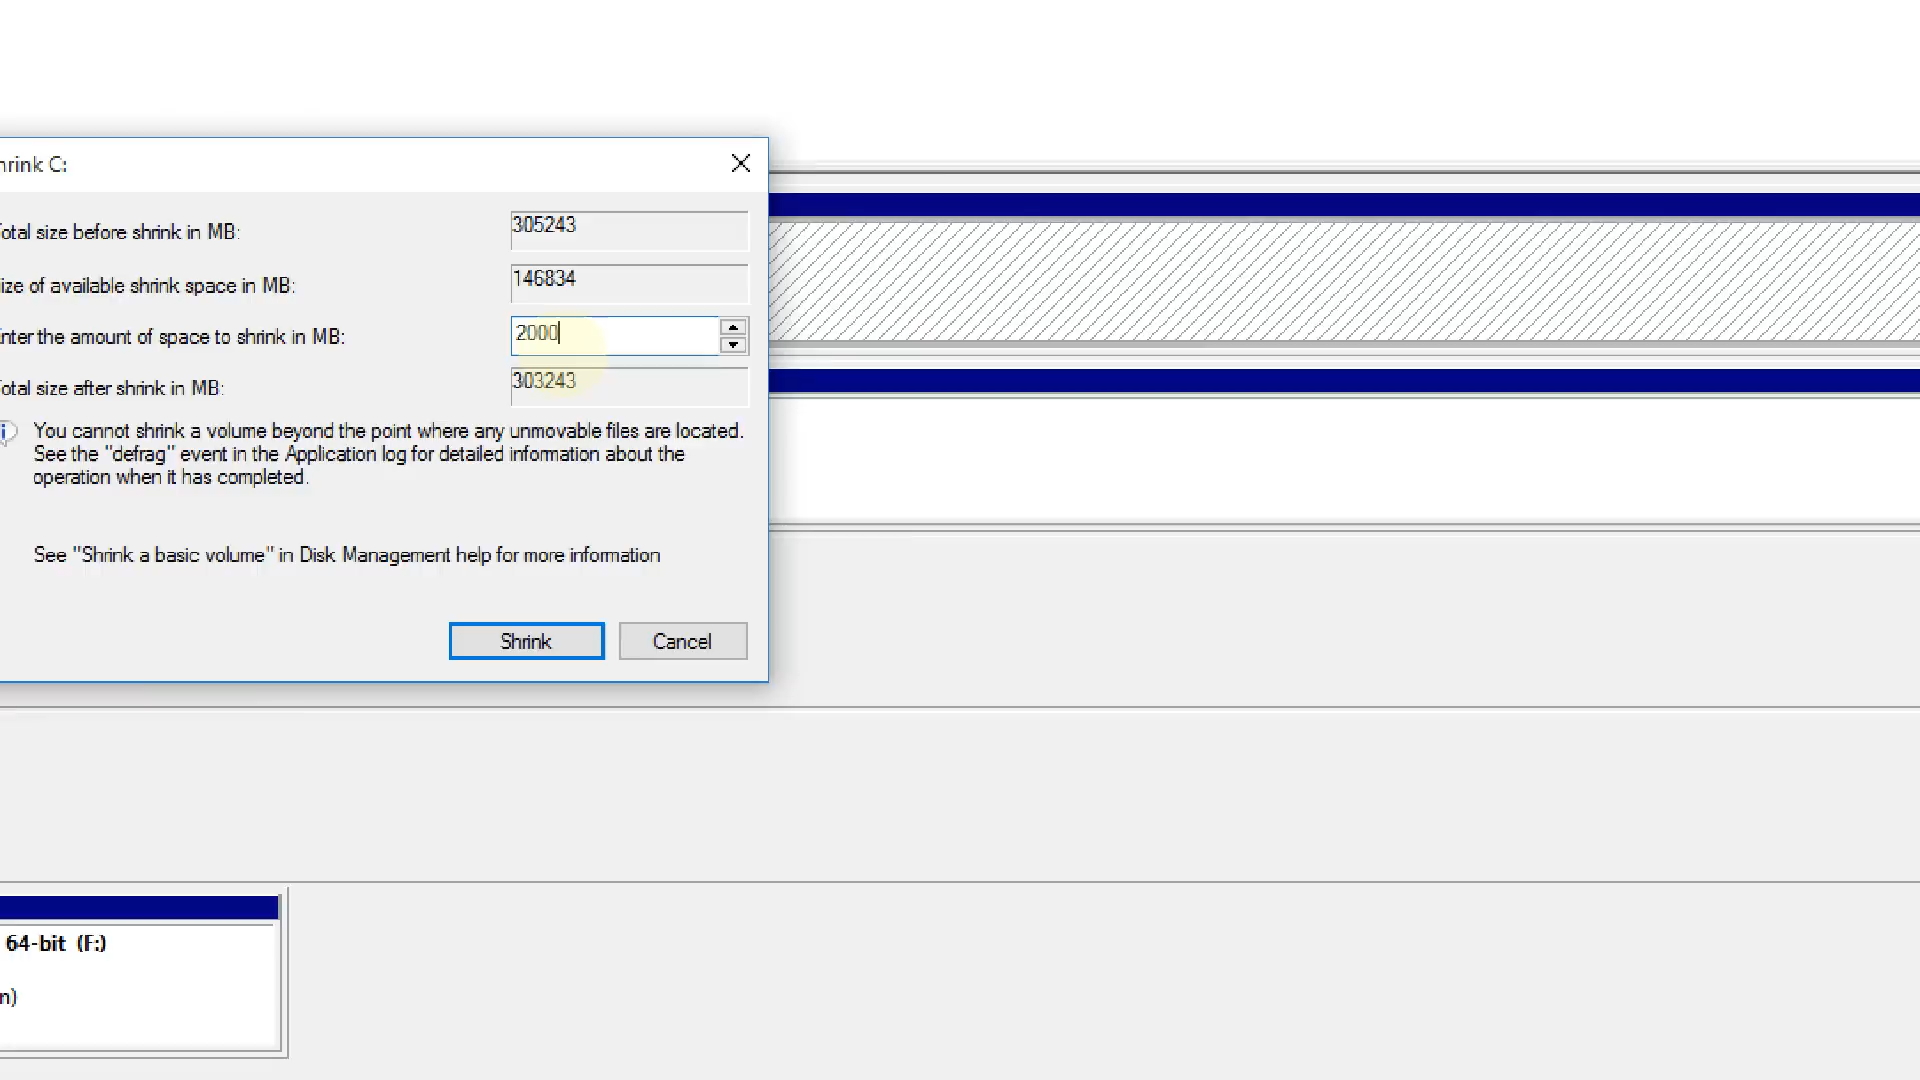 hrink C:
otal size before shrink in MB:
305243
ize of available shrink space in MB:
146834
nter the amount of space to shrink in MB:
2000
otal size after shrink in MB:
303243
You cannot shrink a volume beyond the point where any unmovable files are located.
See the "defrag" event in the Application log for detailed information about the
operation when it has completed.
See "Shrink a basic volume" in Disk Management help for more information
Shrink
Cancel
64-bit (F:)
n)